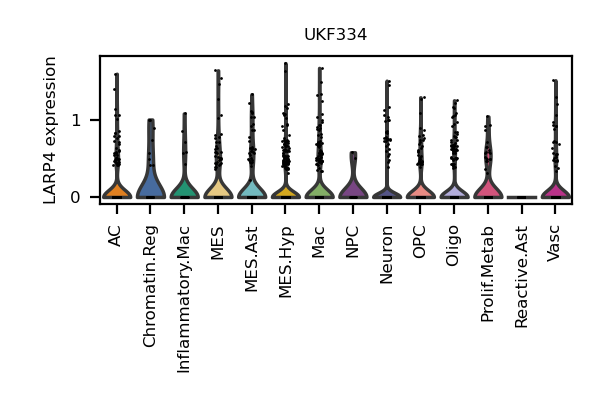 UKF334
LARP4 expression
1
0
AC
Chromatin.Reg
Inflammatory.Mac
MES
MES.Ast
MES.Hyp
Mac
NPC
Neuron
OPC
Oligo
Prolif.Metab
Reactive.Ast
Vasc